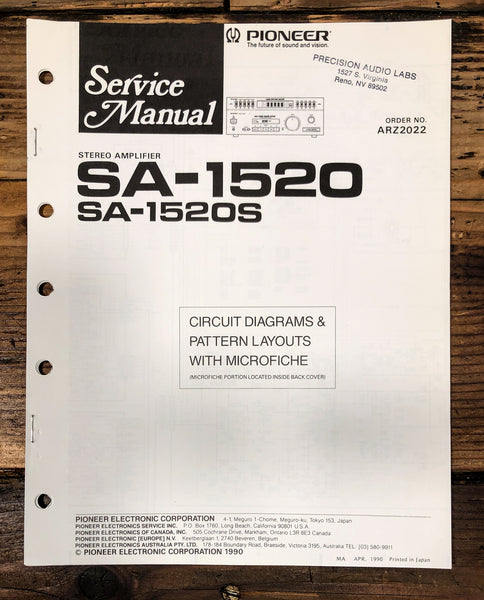 PIONEER®
The future of sound and vision.
Service
Manual
PRECISION AUDIO LABS
1527 S. Virginia
Reno, NV 89502
ORDER NO.
ARZ2022
STEREO AMPLIFIER
SA-1520
SA-1520S
CIRCUIT DIAGRAMS &
PATTERN LAYOUTS
WITH MICROFICHE
(MICROFICHE PORTION LOCATED INSIDE BACK COVER)
PIONEER ELECTRONIC CORPORATION 4-1, Meguro 1-Chome, Meguro-ku, Tokyo 153, Japan
PIONEER ELECTRONICS SERVICE INC. P.O. Box 1760, Long Beach, California 90801 U.S.A.
PIONEER ELECTRONICS OF CANADA, INC. 505 Cochrane Drive, Markham, Ontario L3R 8E3 Canada
PIONEER ELECTRONIC [EUROPE] N.V. Keetberglaan 1, 2740 Beveren, Belgium
PIONEER ELECTRONICS AUSTRALIA PTY. LTD. 178-184 Boundary Road, Braeside, Victoria 3195, Australia TEL: (03) 580-9911
© PIONEER ELECTRONIC CORPORATION 1990
MA APR. 1990 Printed in Japan